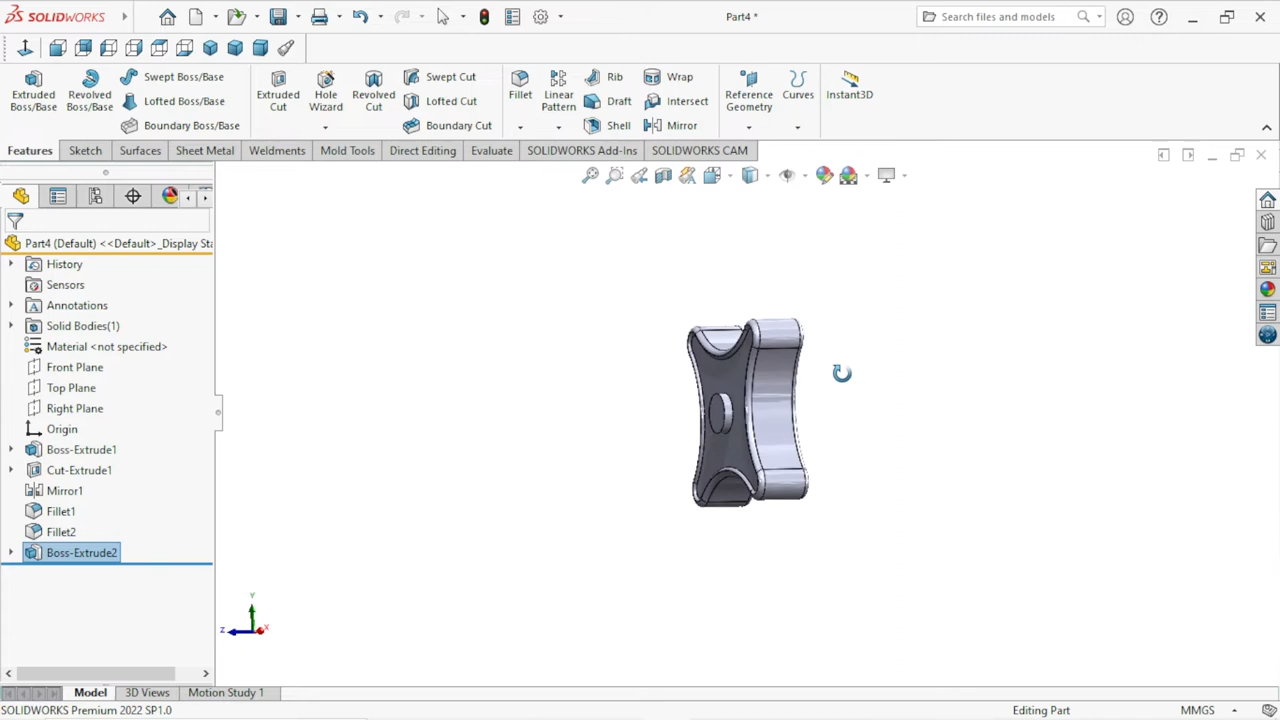 SOLIDWORKS
Part4 *
Search files and models
Extruded Boss/Base
Revolved Boss/Base
Swept Boss/Base
Lofted Boss/Base
Boundary Boss/Base
Extruded Cut
Hole Wizard
Revolved Cut
Swept Cut
Lofted Cut
Boundary Cut
Fillet
Linear Pattern
Rib
Draft
Shell
Wrap
Intersect
Mirror
Reference Geometry
Curves
Instant3D
Features
Sketch
Surfaces
Sheet Metal
Weldments
Mold Tools
Direct Editing
Evaluate
SOLIDWORKS Add-Ins
SOLIDWORKS CAM
Part4 (Default) <<Default>_Display Sta
History
Sensors
Annotations
Solid Bodies(1)
Material <not specified>
Front Plane
Top Plane
Right Plane
Origin
Boss-Extrude1
Cut-Extrude1
Mirror1
Fillet1
Fillet2
Boss-Extrude2
Y
Z
X
Model
3D Views
Motion Study 1
SOLIDWORKS Premium 2022 SP1.0
Editing Part
MMGS